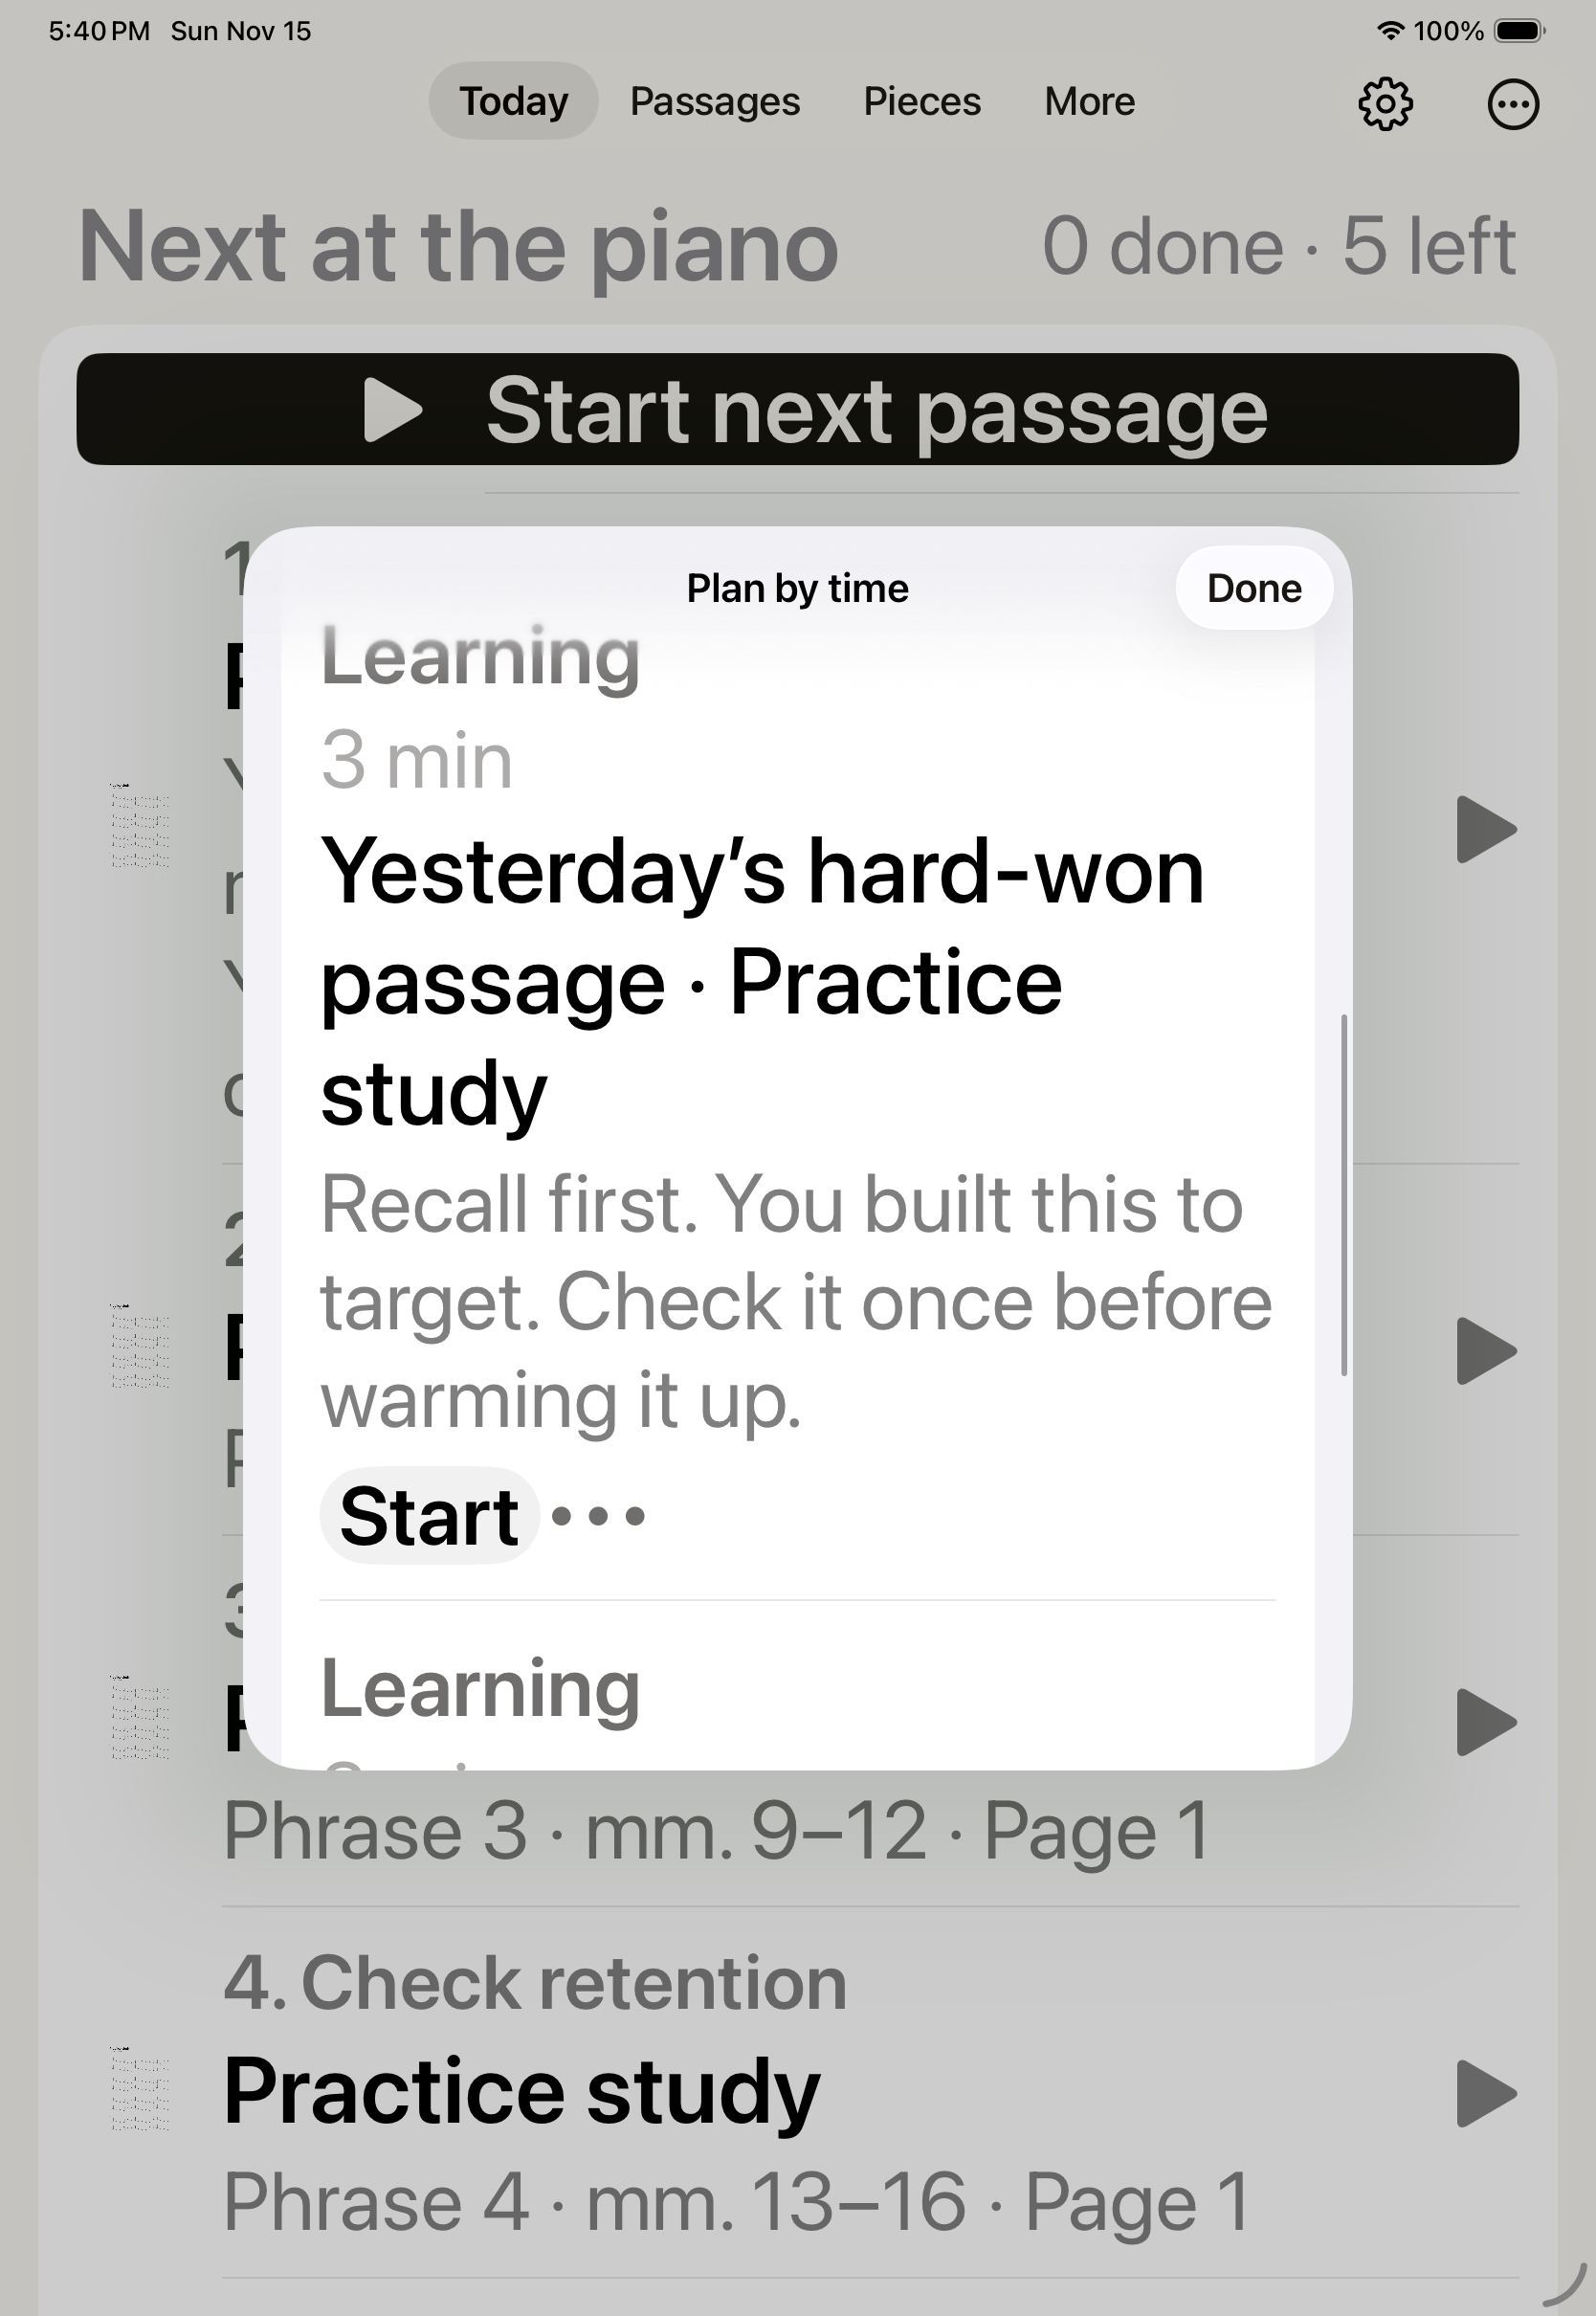 5:40 PM Sun Nov 15
100%
Today Passages Pieces More
Next at the piano 0 done · 5 left
Start next passage
Plan by time Done
Learning
3 min
Yesterday’s hard-won
passage · Practice
study
Recall first. You built this to
target. Check it once before
warming it up.
Start
Learning
Phrase 3 · mm. 9–12 · Page 1
4. Check retention
Practice study
Phrase 4 · mm. 13–16 · Page 1